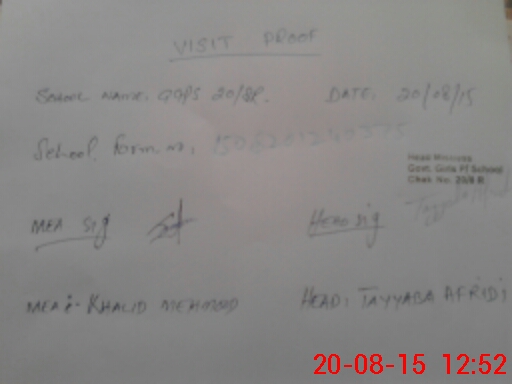 VISIT PROOF
SCHOOL NAME: GGPS 20/8R. DATE: 20/08/15
School form no:
Head Mistress
Govt. Girls P/ School
Chak No. 20/8 R
MEA Sig Head sig
MEA:- KHALID MEHMOOD HEAD: TAYYABA AFRIDI
20-08-15 12:52